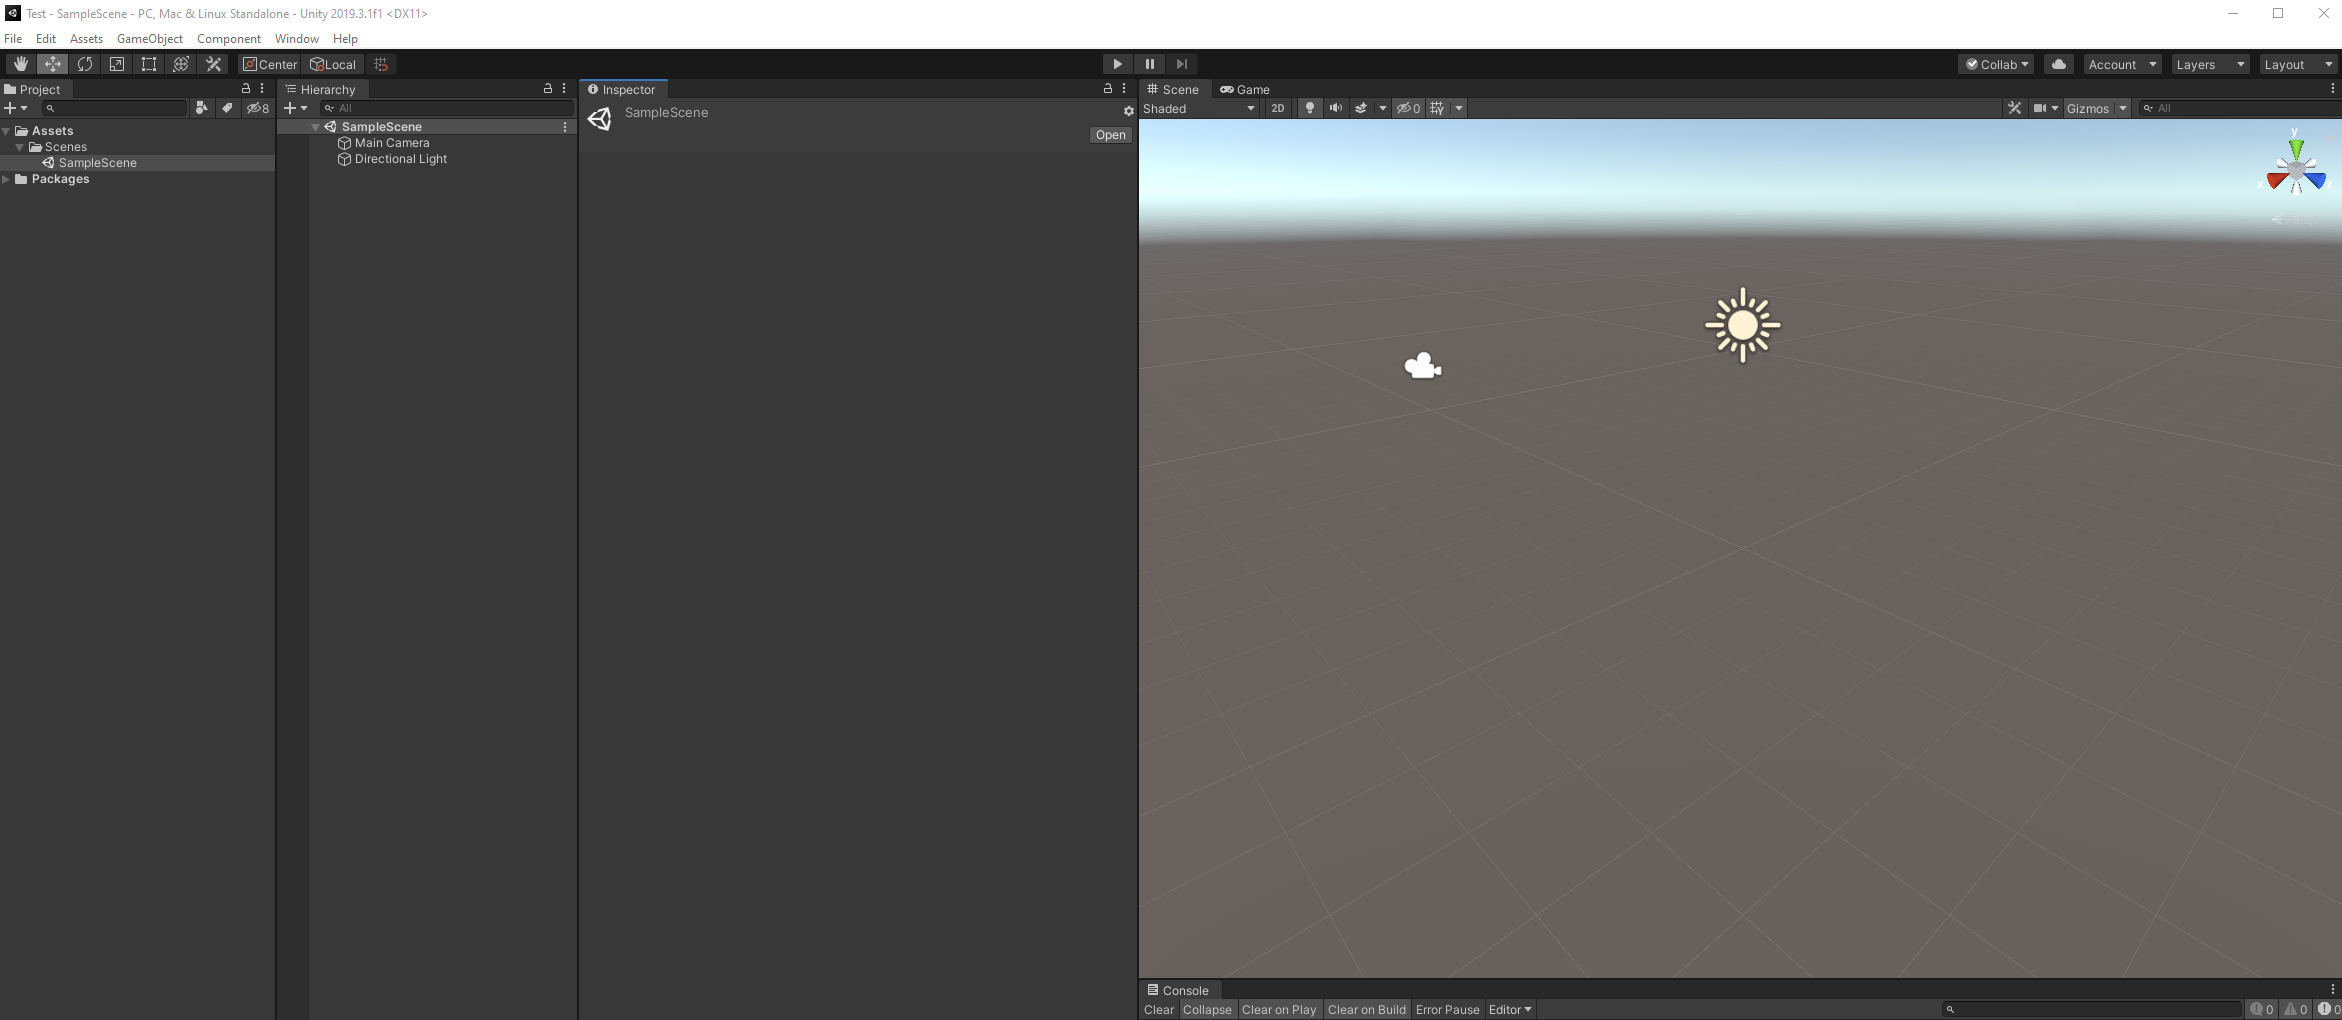 Test - SampleScene - PC, Mac & Linux Standalone - Unity 2019.3.1f1 <DX11>
File Edit Assets GameObject Component Window Help
Center Local Collab Account Layers Layout
Project
8
Assets
Scenes
SampleScene
Packages
Hierarchy
All
SampleScene
Main Camera
Directional Light
Inspector
SampleScene
Open
Scene Game
Shaded 2D 0 Gizmos All
y
x z
Console
Clear Collapse Clear on Play Clear on Build Error Pause Editor 0 0 0